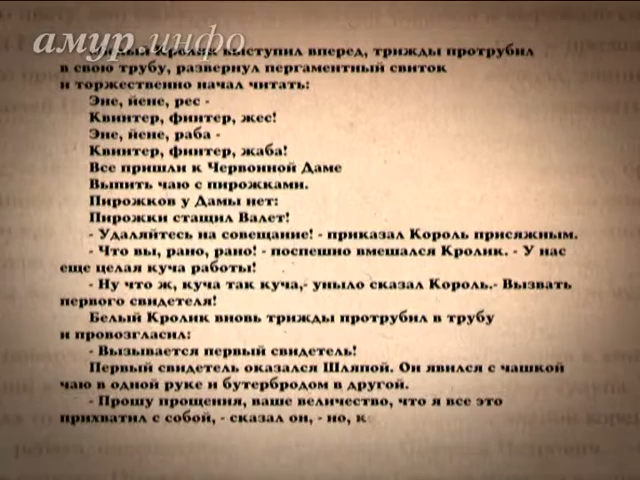 амур.инфо
Белый Кролик выступил вперед, трижды протрубил
в свою трубу, развернул пергаментный свиток
и торжественно начал читать:
Эне, йене, рес -
Квинтер, финтер, жес!
Эне, йене, раба -
Квинтер, финтер, жаба!
Все пришли к Червонной Даме
Выпить чаю с пирожками.
Пирожков у Дамы нет:
Пирожки стащил Валет!
- Удаляйтесь на совещание! - приказал Король присяжным.
- Что вы, рано, рано! - поспешно вмешался Кролик. - У нас
еще целая куча работы!
- Ну что ж, куча так куча,- уныло сказал Король.- Вызвать
первого свидетеля!
Белый Кролик вновь трижды протрубил в трубу
и провозгласил:
- Вызывается первый свидетель!
Первый свидетель оказался Шляпой. Он явился с чашкой
чаю в одной руке и бутербродом в другой.
- Прошу прощения, ваше величество, что я все это
прихватил с собой, - сказал он, - но, к